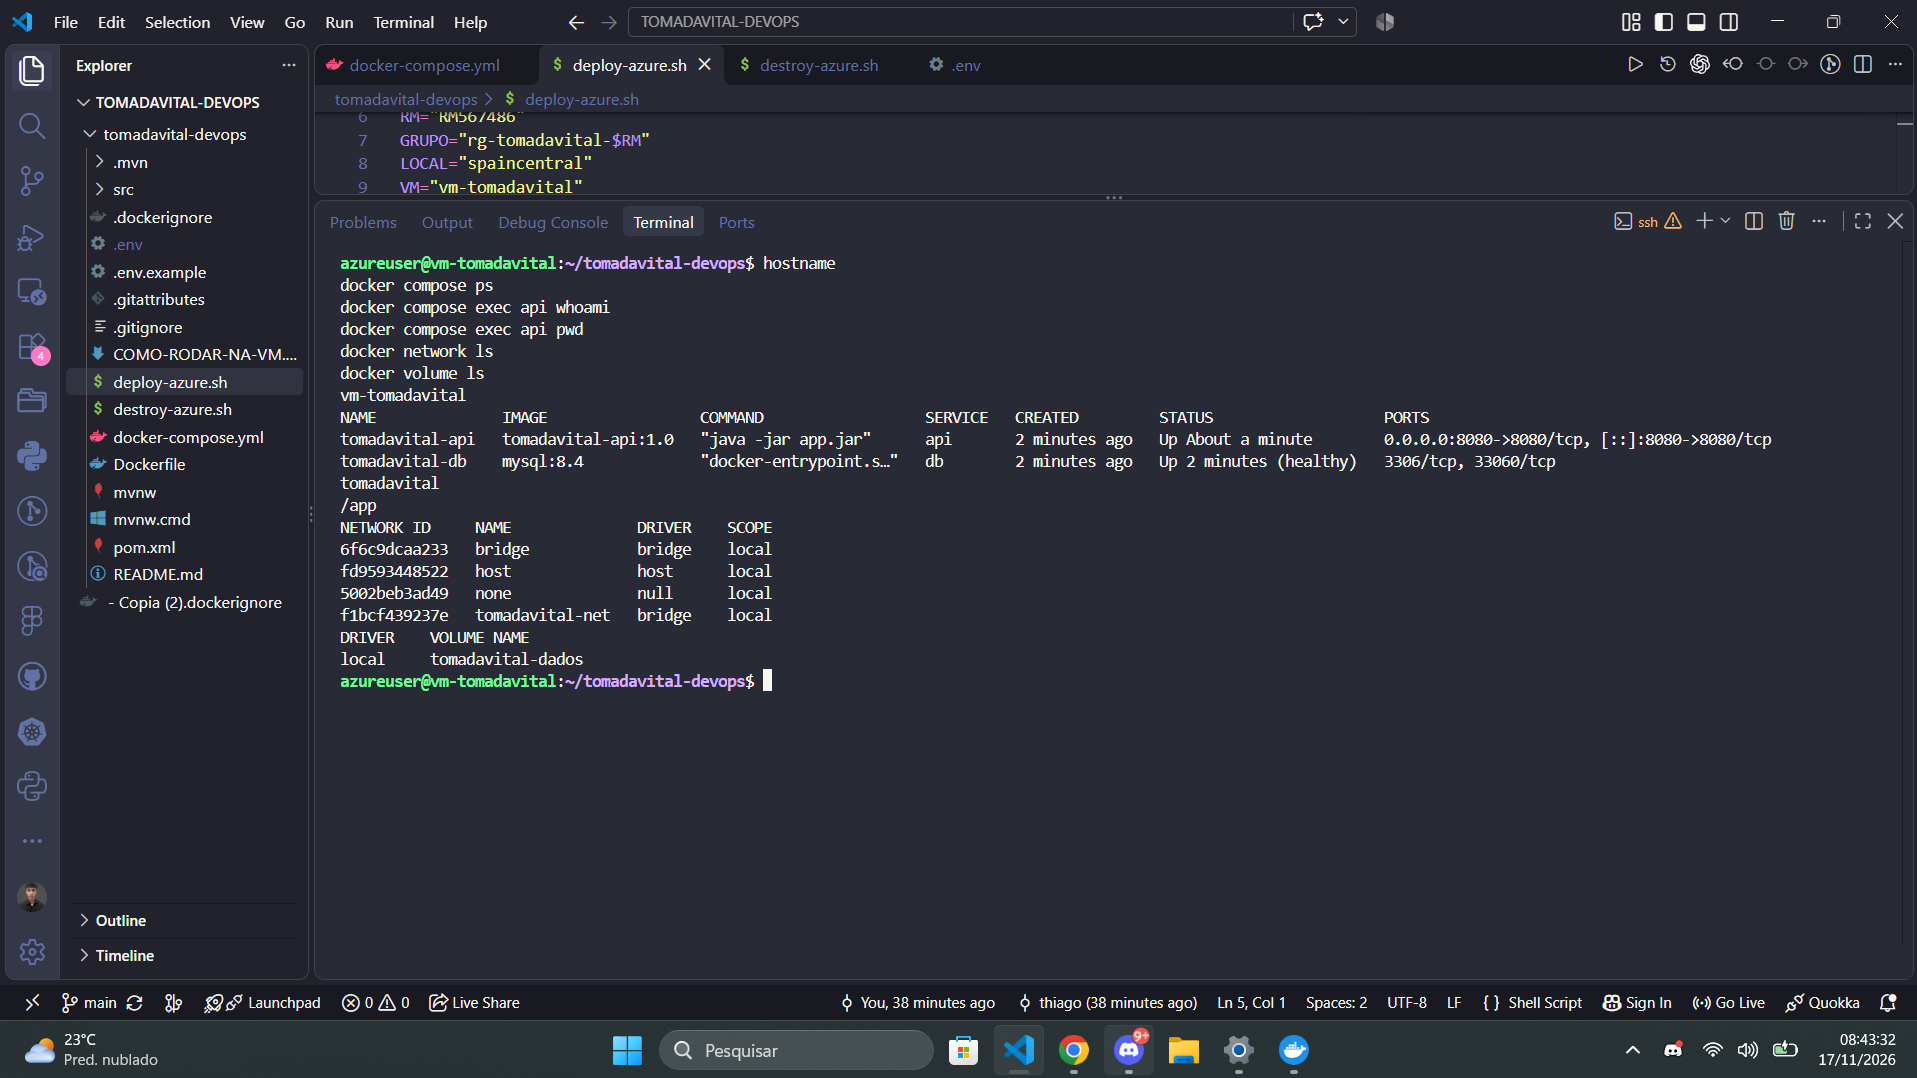 File Edit Selection View Go Run Terminal Help
TOMADAVITAL-DEVOPS
Explorer
TOMADAVITAL-DEVOPS
tomadavital-devops
.mvn
src
.dockerignore
.env
.env.example
.gitattributes
.gitignore
COMO-RODAR-NA-VM....
deploy-azure.sh
destroy-azure.sh
docker-compose.yml
Dockerfile
mvnw
mvnw.cmd
pom.xml
README.md
- Copia (2).dockerignore
Outline
Timeline
4
docker-compose.yml
$ deploy-azure.sh
$ destroy-azure.sh
.env
tomadavital-devops > $ deploy-azure.sh
6 RM="RM567486"
7 GRUPO="rg-tomadavital-$RM"
8 LOCAL="spaincentral"
9 VM="vm-tomadavital"
Problems Output Debug Console Terminal Ports
ssh
azureuser@vm-tomadavital:~/tomadavital-devops$ hostname
docker compose ps
docker compose exec api whoami
docker compose exec api pwd
docker network ls
docker volume ls
vm-tomadavital
NAME IMAGE COMMAND SERVICE CREATED STATUS PORTS
tomadavital-api tomadavital-api:1.0 "java -jar app.jar" api 2 minutes ago Up About a minute 0.0.0.0:8080->8080/tcp, [::]:8080->8080/tcp
tomadavital-db mysql:8.4 "docker-entrypoint.s…" db 2 minutes ago Up 2 minutes (healthy) 3306/tcp, 33060/tcp
tomadavital
/app
NETWORK ID NAME DRIVER SCOPE
6f6c9dcaa233 bridge bridge local
fd9593448522 host host local
5002beb3ad49 none null local
f1bcf439237e tomadavital-net bridge local
DRIVER VOLUME NAME
local tomadavital-dados
azureuser@vm-tomadavital:~/tomadavital-devops$
main
Launchpad
0 0
Live Share
You, 38 minutes ago
thiago (38 minutes ago)
Ln 5, Col 1
Spaces: 2
UTF-8
LF
{ } Shell Script
Sign In
Go Live
Quokka
23°C
Pred. nublado
Pesquisar
9+
08:43:32
17/11/2026